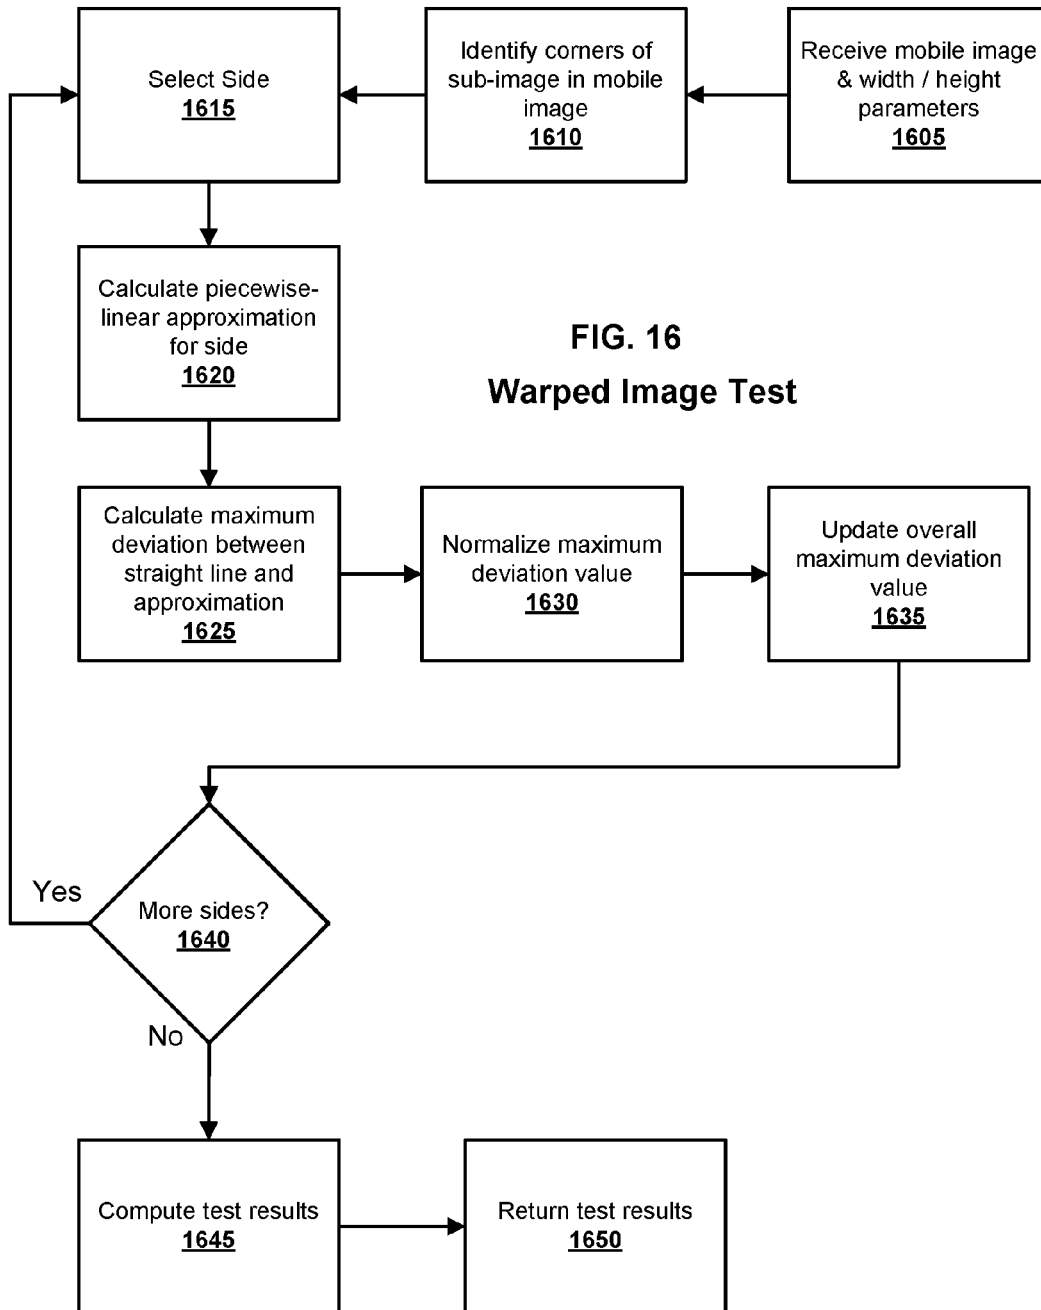 Select Side
1615
Identify corners of
sub-image in mobile
image
1610
Receive mobile image
& width / height
parameters
1605
Calculate piecewise-
linear approximation
for side
1620
FIG. 16
Warped Image Test
Calculate maximum
deviation between
straight line and
approximation
1625
Normalize maximum
deviation value
1630
Update overall
maximum deviation
value
1635
Yes
More sides?
1640
No
Compute test results
1645
Return test results
1650